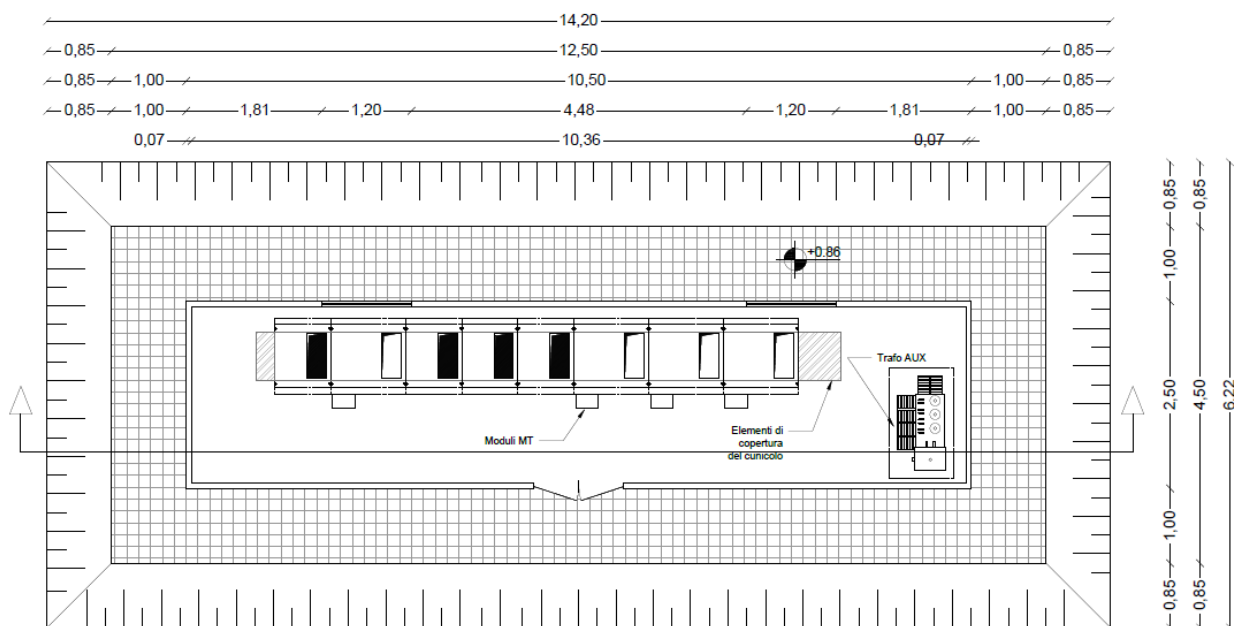 14,20
0,85 12,50 0,85
0,85 1,00 10,50 1,00 0,85
0,85 1,00 1,81 1,20 4,48 1,20 1,81 1,00 0,85
0,07 10,36 0,07
+0.86
Trafo AUX
Moduli MT
Elementi di
copertura
del cunicolo
0,85 1,00 2,50 1,00 0,85
0,85 4,50 0,85
6,22